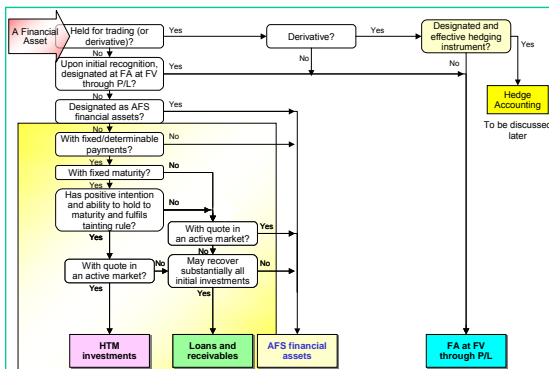 A Financial
Asset
Held for trading (or
derivative)?
Yes
Derivative?
Yes
Designated and
effective hedging
instrument?
Yes
No
No
No
Upon initial recognition,
designated at FA at FV
through P/L?
Yes
No
Hedge
Accounting
Designated as AFS
financial assets?
Yes
To be discussed
later
No
With fixed/determinable
payments?
No
Yes
With fixed maturity?
No
Yes
Has positive intention
and ability to hold to
maturity and fulfils
tainting rule?
No
Yes
With quote in
an active market?
Yes
No
With quote in
an active market?
No
May recover
substantially all
initial investments
No
Yes
Yes
HTM
investments
Loans and
receivables
AFS financial
assets
FA at FV
through P/L